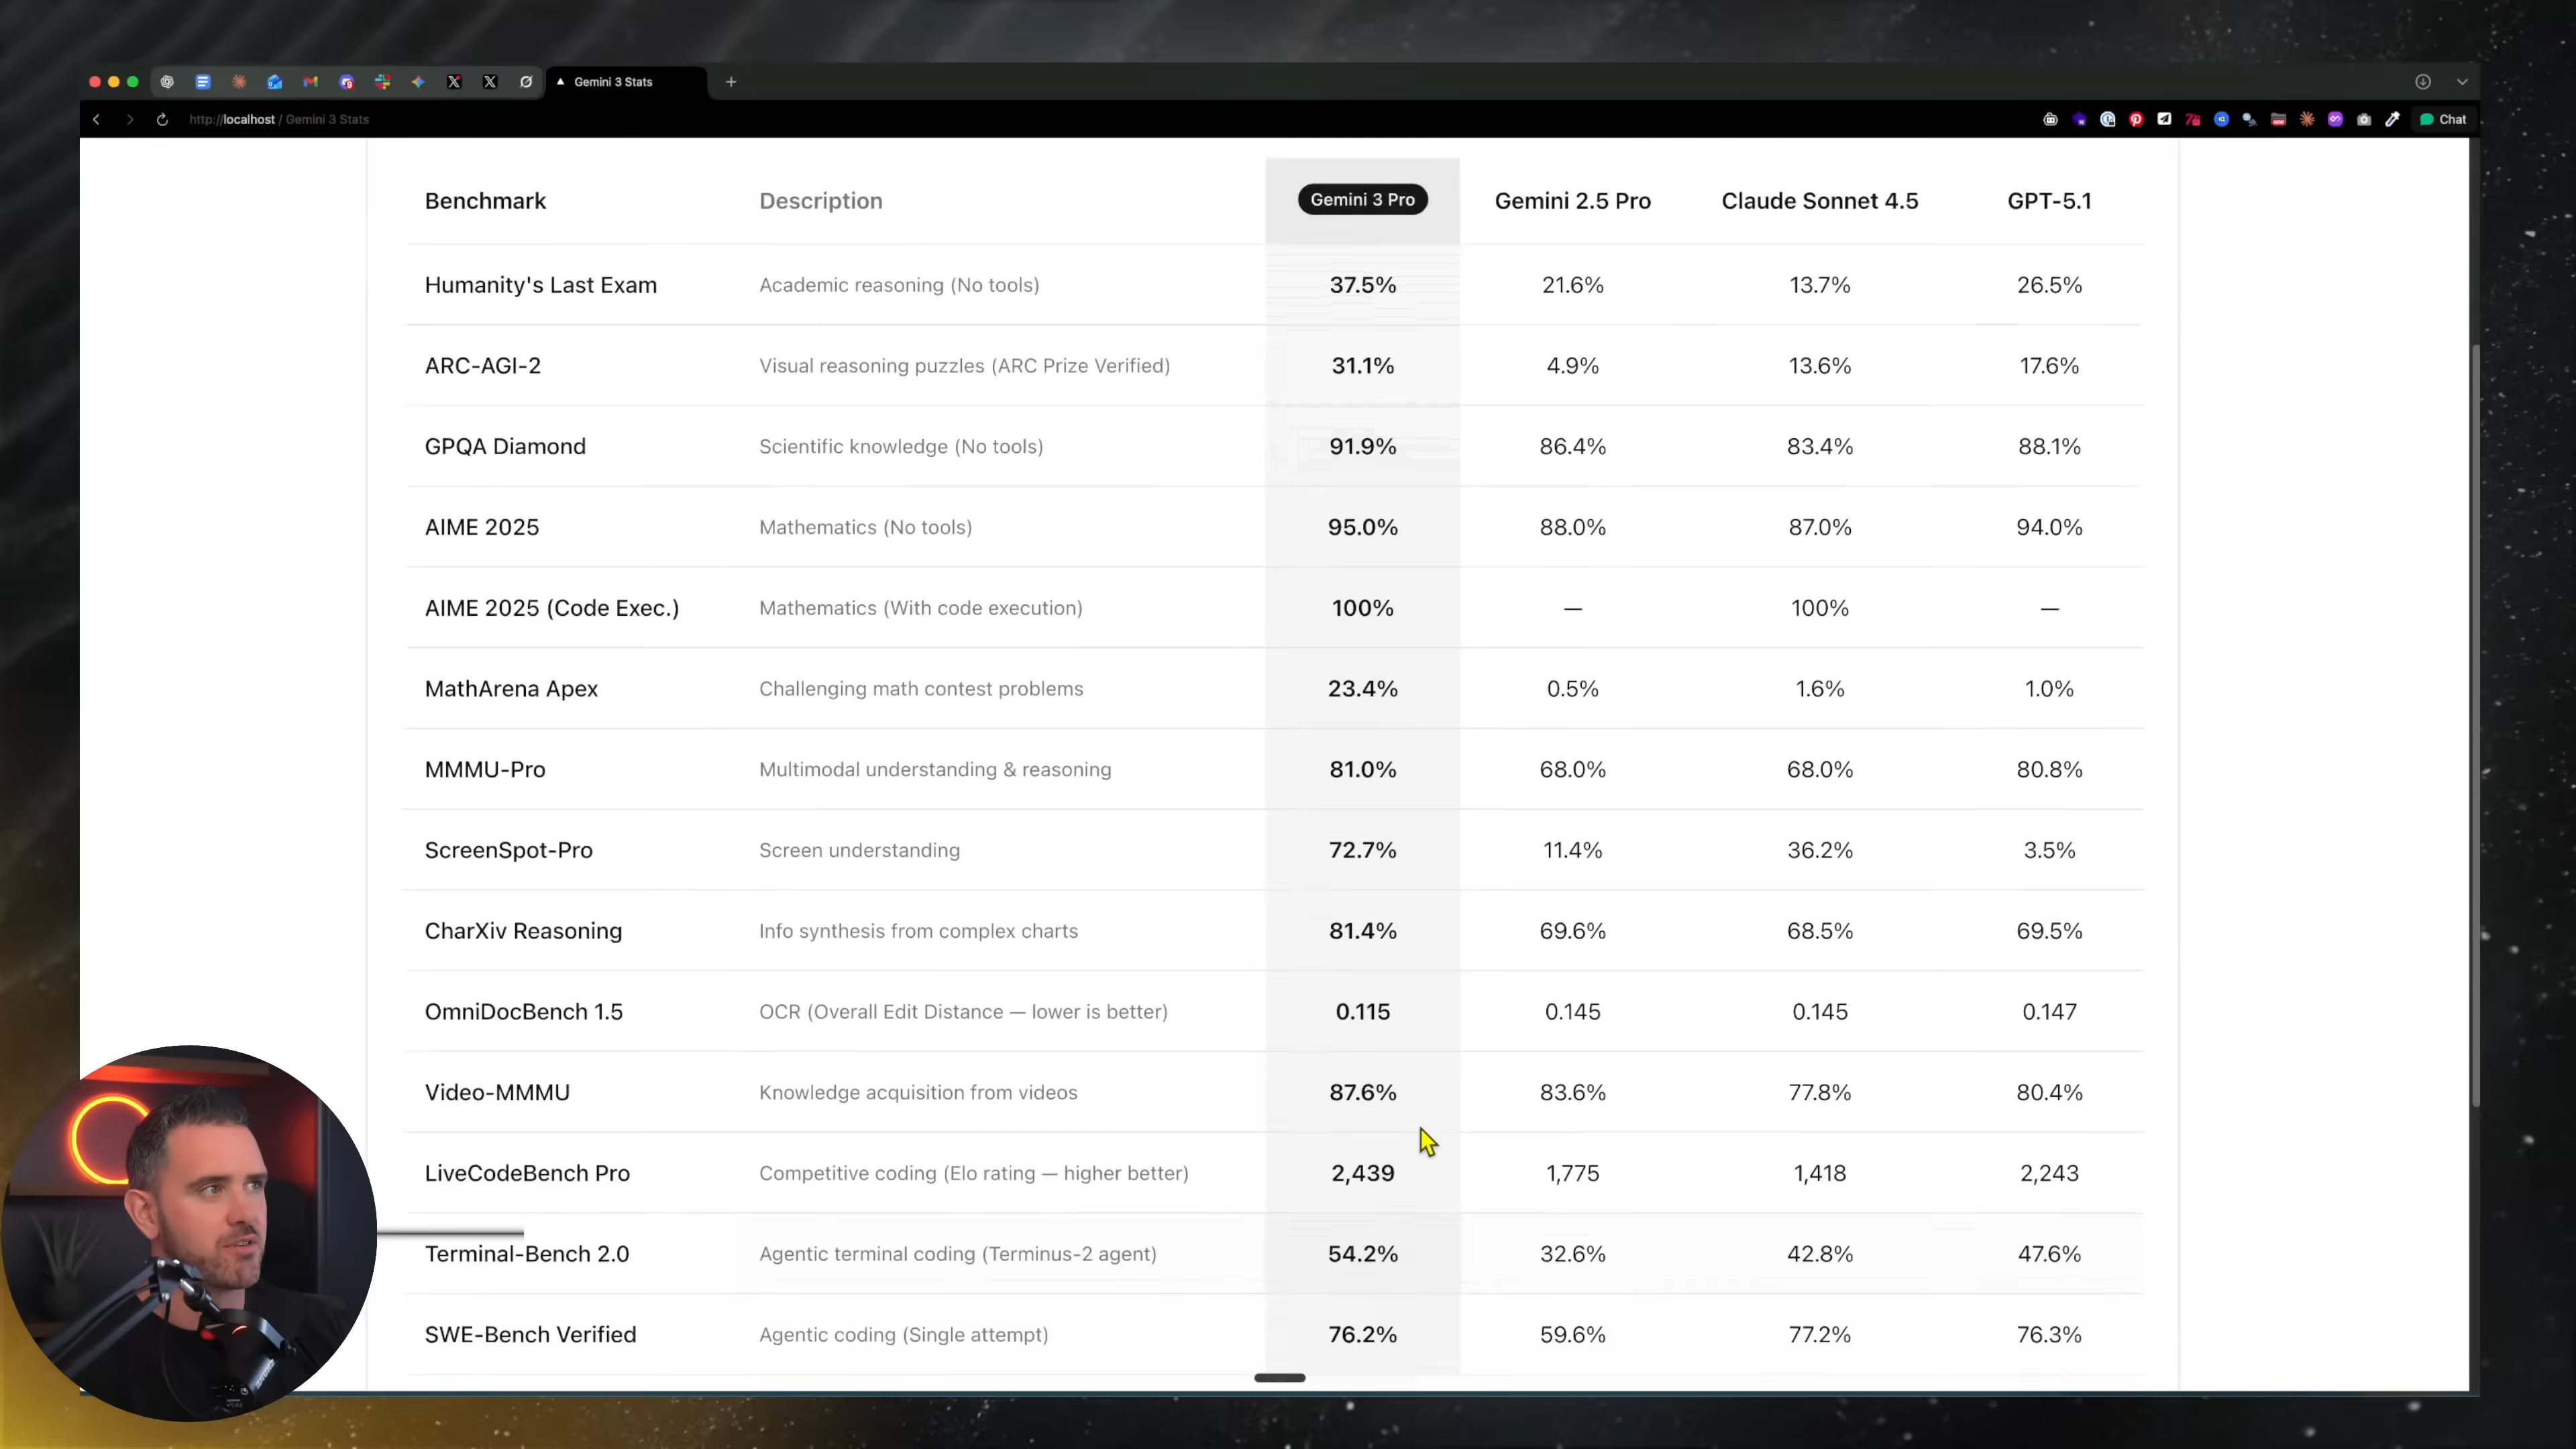 Gemini 3 Stats
http://localhost / Gemini 3 Stats
Chat
Benchmark Description Gemini 3 Pro Gemini 2.5 Pro Claude Sonnet 4.5 GPT-5.1
Humanity's Last Exam Academic reasoning (No tools) 37.5% 21.6% 13.7% 26.5%
ARC-AGI-2 Visual reasoning puzzles (ARC Prize Verified) 31.1% 4.9% 13.6% 17.6%
GPQA Diamond Scientific knowledge (No tools) 91.9% 86.4% 83.4% 88.1%
AIME 2025 Mathematics (No tools) 95.0% 88.0% 87.0% 94.0%
AIME 2025 (Code Exec.) Mathematics (With code execution) 100% — 100% —
MathArena Apex Challenging math contest problems 23.4% 0.5% 1.6% 1.0%
MMMU-Pro Multimodal understanding & reasoning 81.0% 68.0% 68.0% 80.8%
ScreenSpot-Pro Screen understanding 72.7% 11.4% 36.2% 3.5%
CharXiv Reasoning Info synthesis from complex charts 81.4% 69.6% 68.5% 69.5%
OmniDocBench 1.5 OCR (Overall Edit Distance — lower is better) 0.115 0.145 0.145 0.147
Video-MMMU Knowledge acquisition from videos 87.6% 83.6% 77.8% 80.4%
LiveCodeBench Pro Competitive coding (Elo rating — higher better) 2,439 1,775 1,418 2,243
Terminal-Bench 2.0 Agentic terminal coding (Terminus-2 agent) 54.2% 32.6% 42.8% 47.6%
SWE-Bench Verified Agentic coding (Single attempt) 76.2% 59.6% 77.2% 76.3%